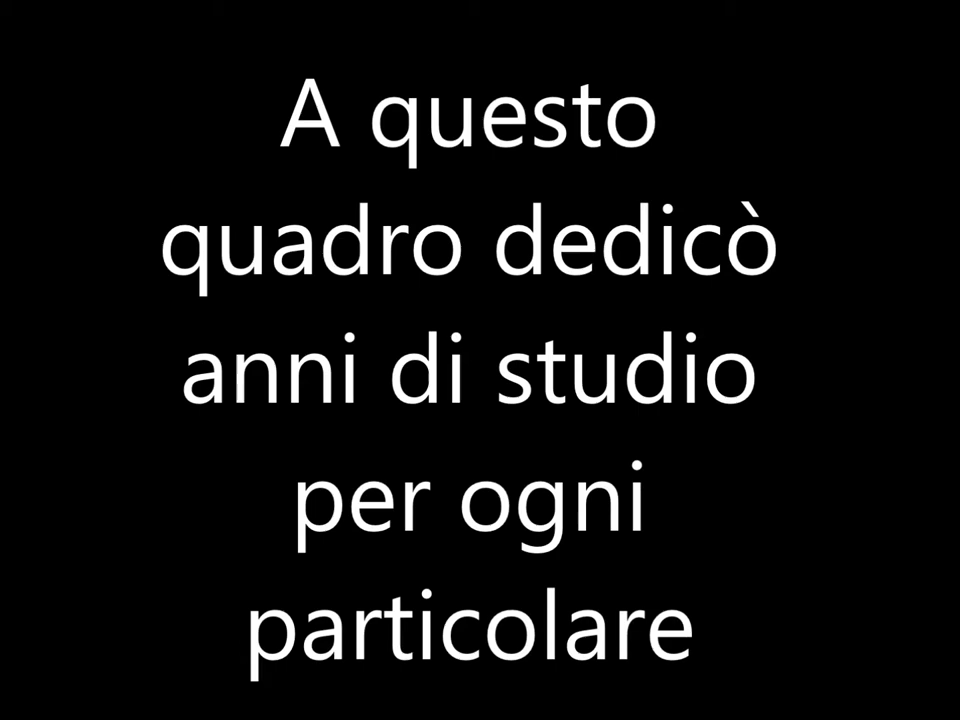 A questo
quadro dedicò
anni di studio
per ogni
particolare